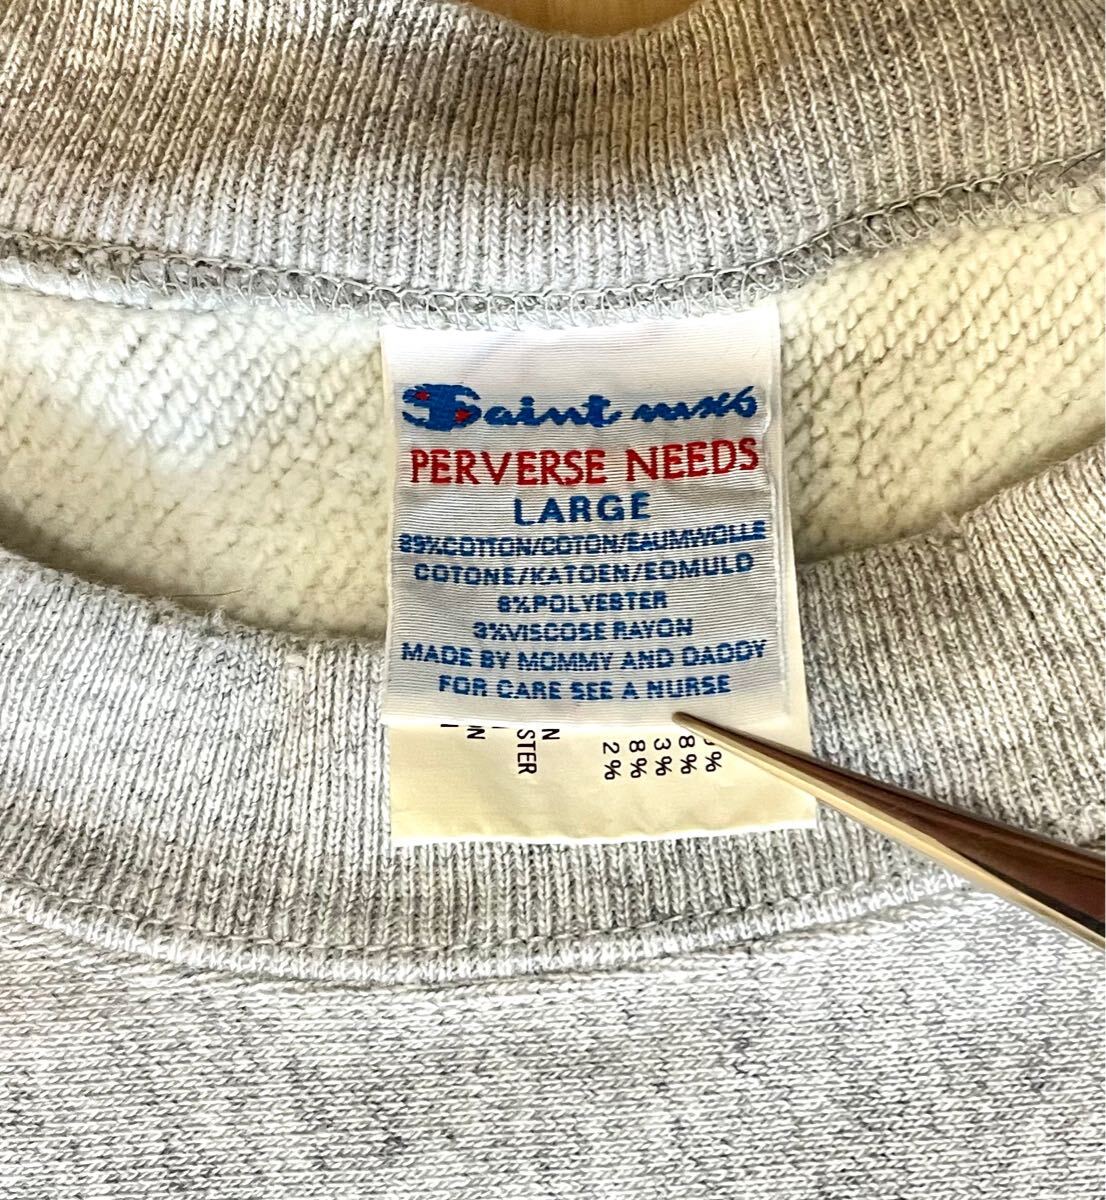 Saint mx6
PERVERSE NEEDS
LARGE
89%COTTON/COTON/BAUMWOLLE
COTONE/KATOEN/EOMULD
8%POLYESTER
3%VISCOSE RAYON
MADE BY MOMMY AND DADDY
FOR CARE SEE A NURSE
N
STER
N
%
8%
3%
8%
2%